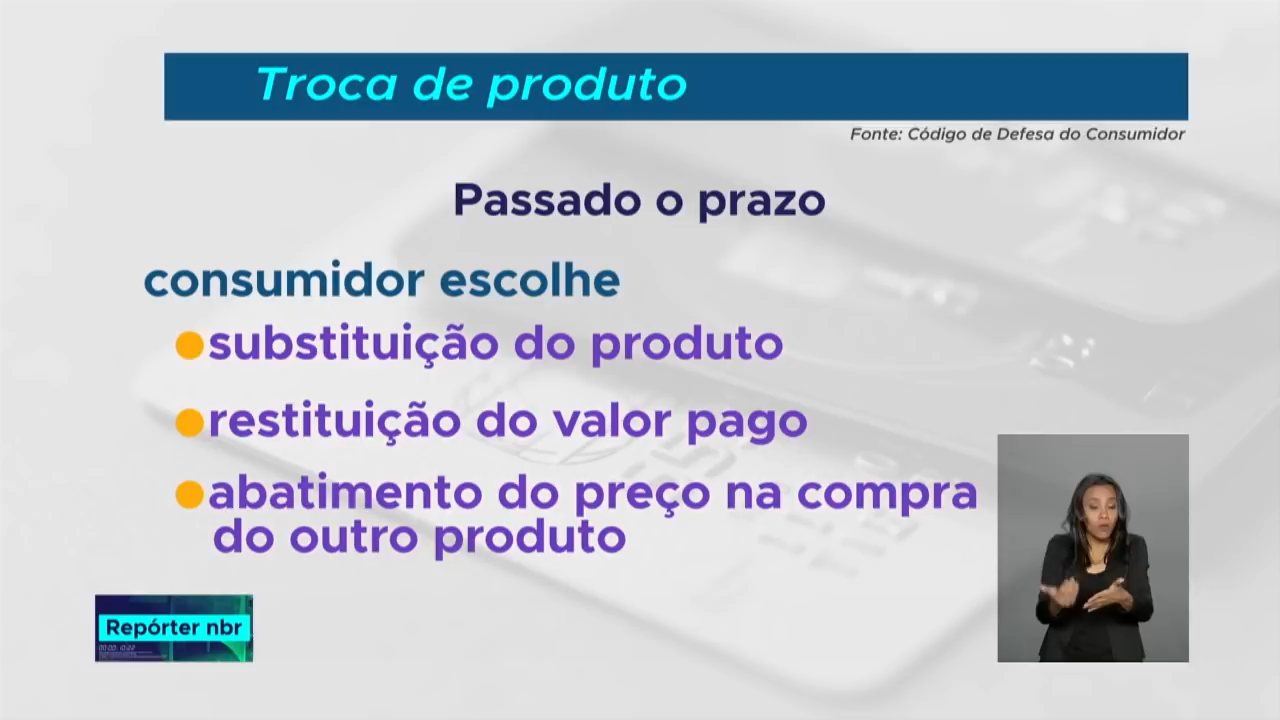 Troca de produto
Fonte: Código de Defesa do Consumidor
Passado o prazo
consumidor escolhe
substituição do produto
restituição do valor pago
abatimento do preço na compra
do outro produto
Repórter nbr